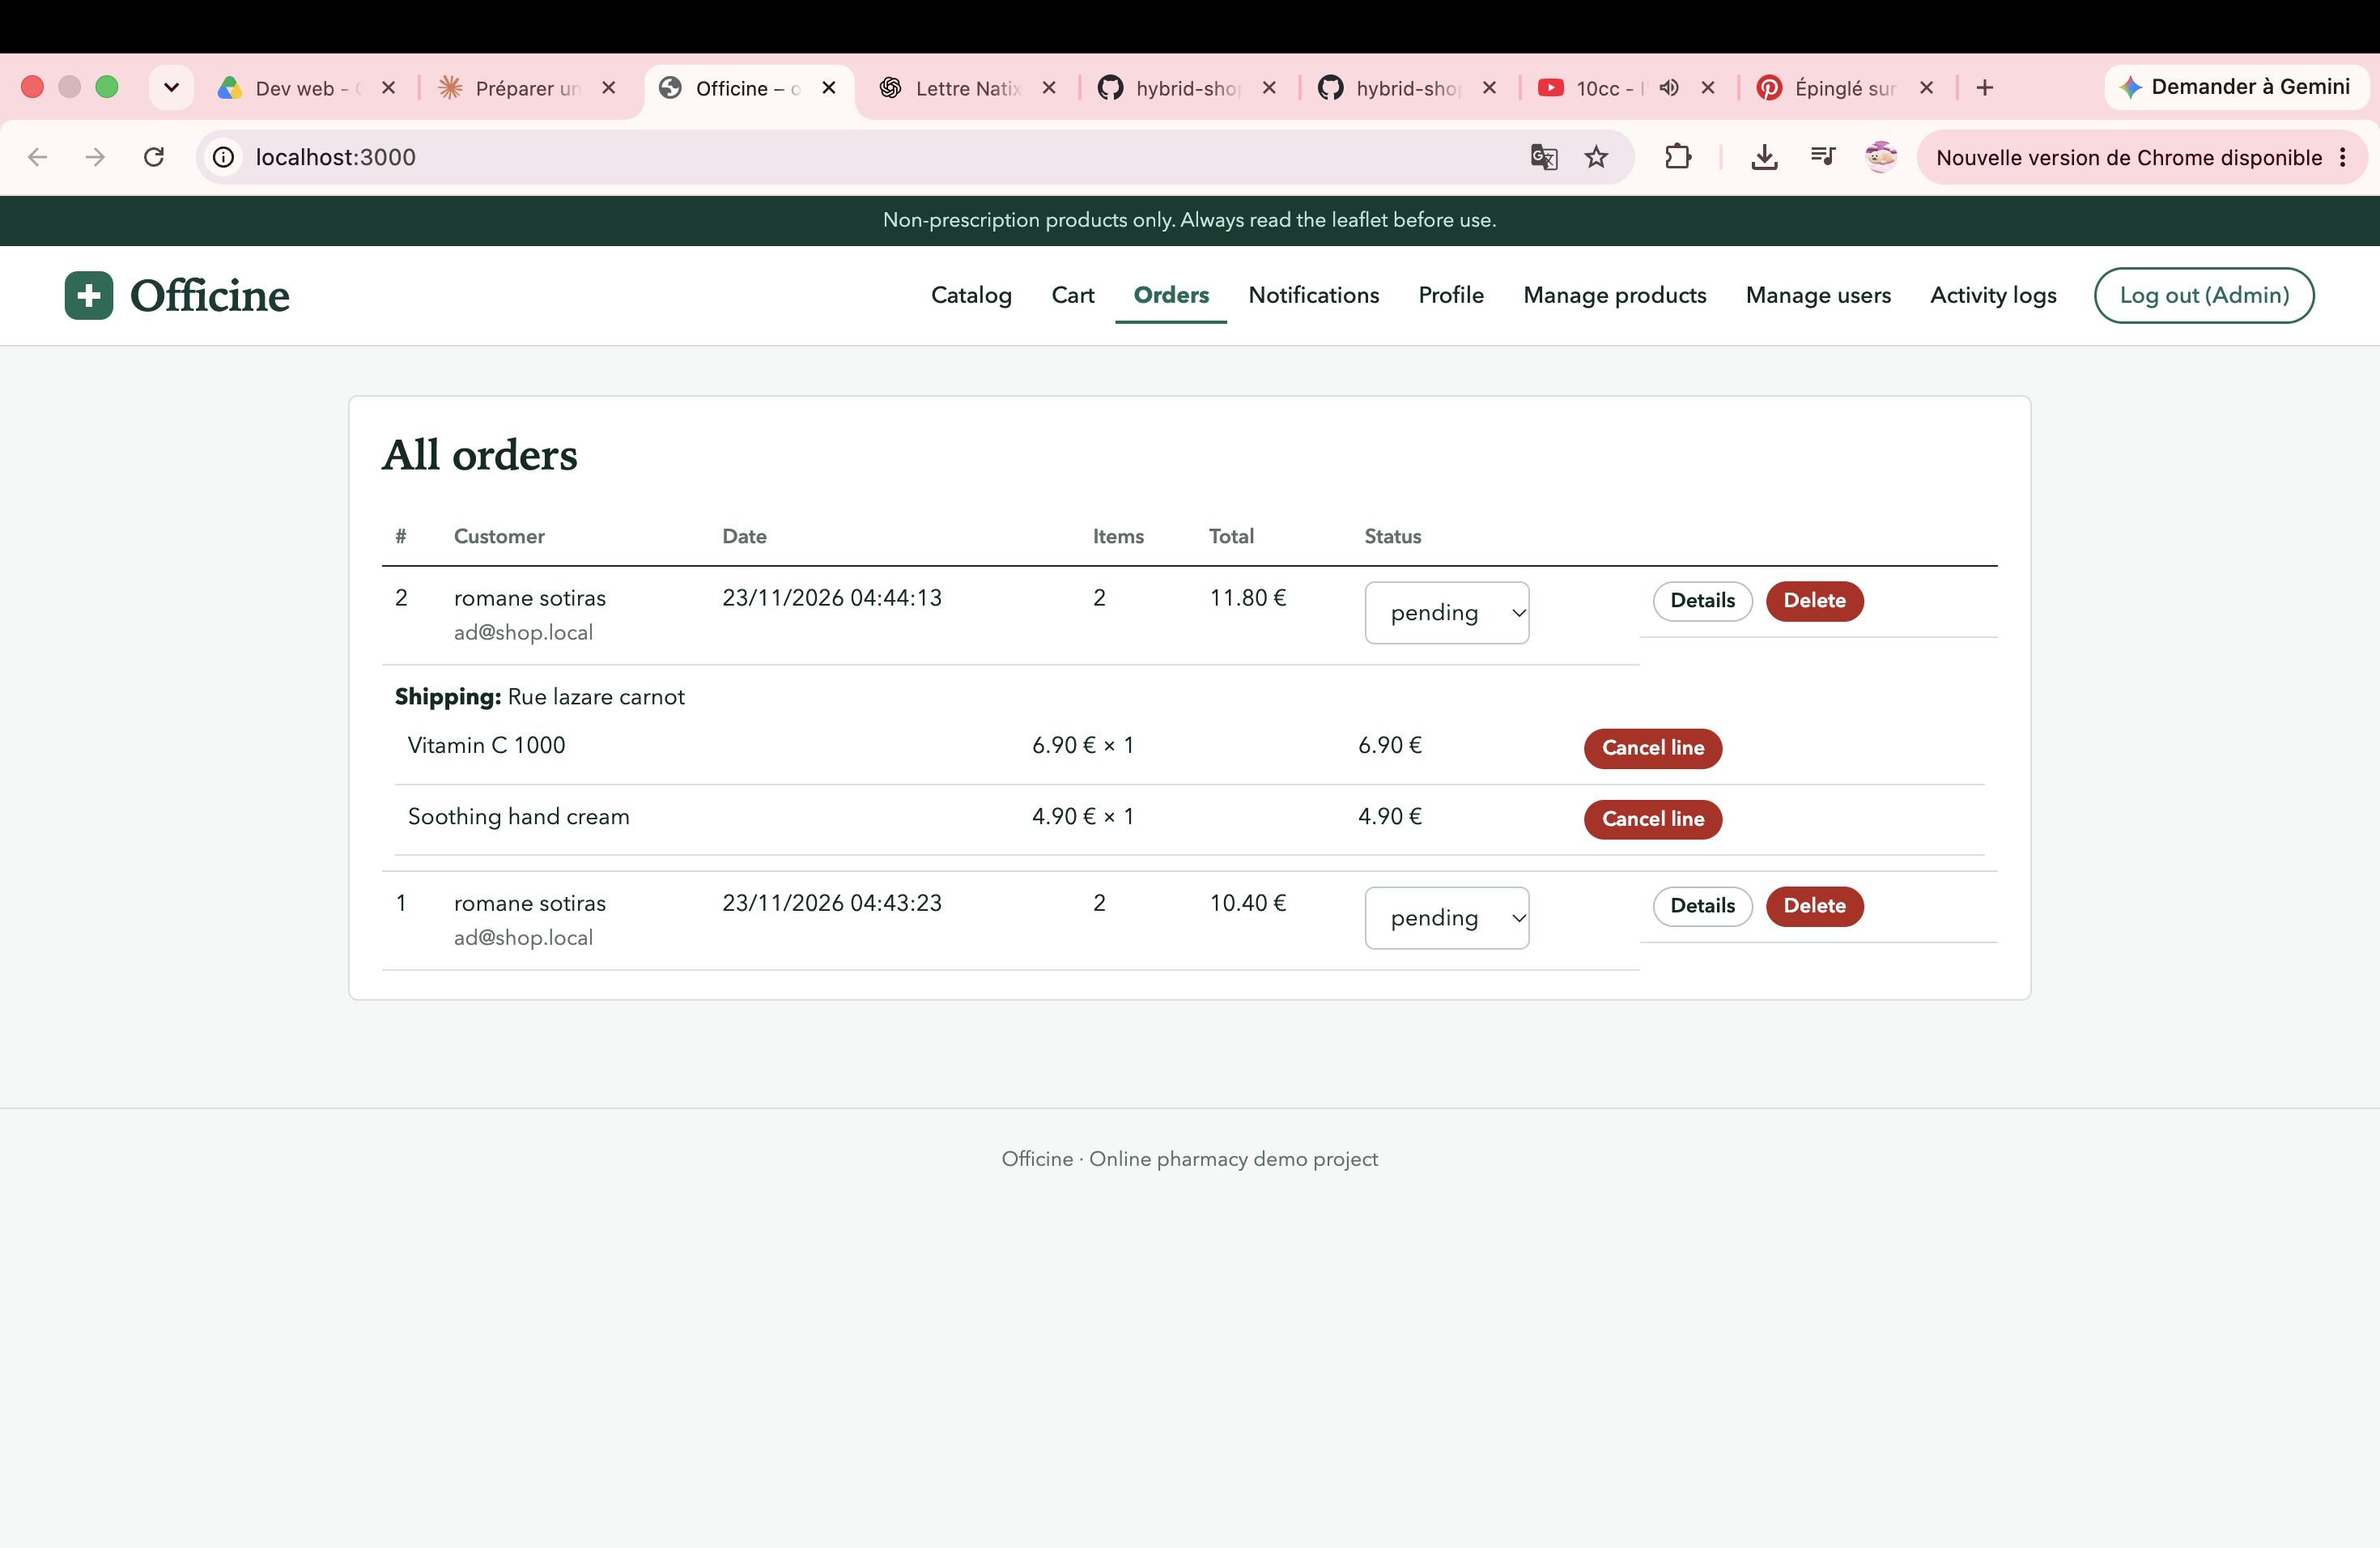 Dev web - Préparer un Officine – o Lettre Natix hybrid-shop hybrid-shop 10cc - I' Épinglé sur Demander à Gemini
localhost:3000 Nouvelle version de Chrome disponible
Non-prescription products only. Always read the leaflet before use.
Officine Catalog Cart Orders Notifications Profile Manage products Manage users Activity logs Log out (Admin)
All orders
# Customer Date Items Total Status
2 romane sotiras 23/11/2026 04:44:13 2 11.80 € pending Details Delete
ad@shop.local
Shipping: Rue lazare carnot
Vitamin C 1000 6.90 € × 1 6.90 € Cancel line
Soothing hand cream 4.90 € × 1 4.90 € Cancel line
1 romane sotiras 23/11/2026 04:43:23 2 10.40 € pending Details Delete
ad@shop.local
Officine · Online pharmacy demo project